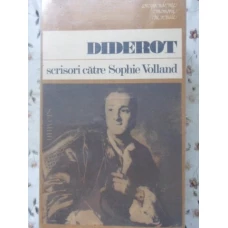 DIDEROT
scrisori către Sophie Volland